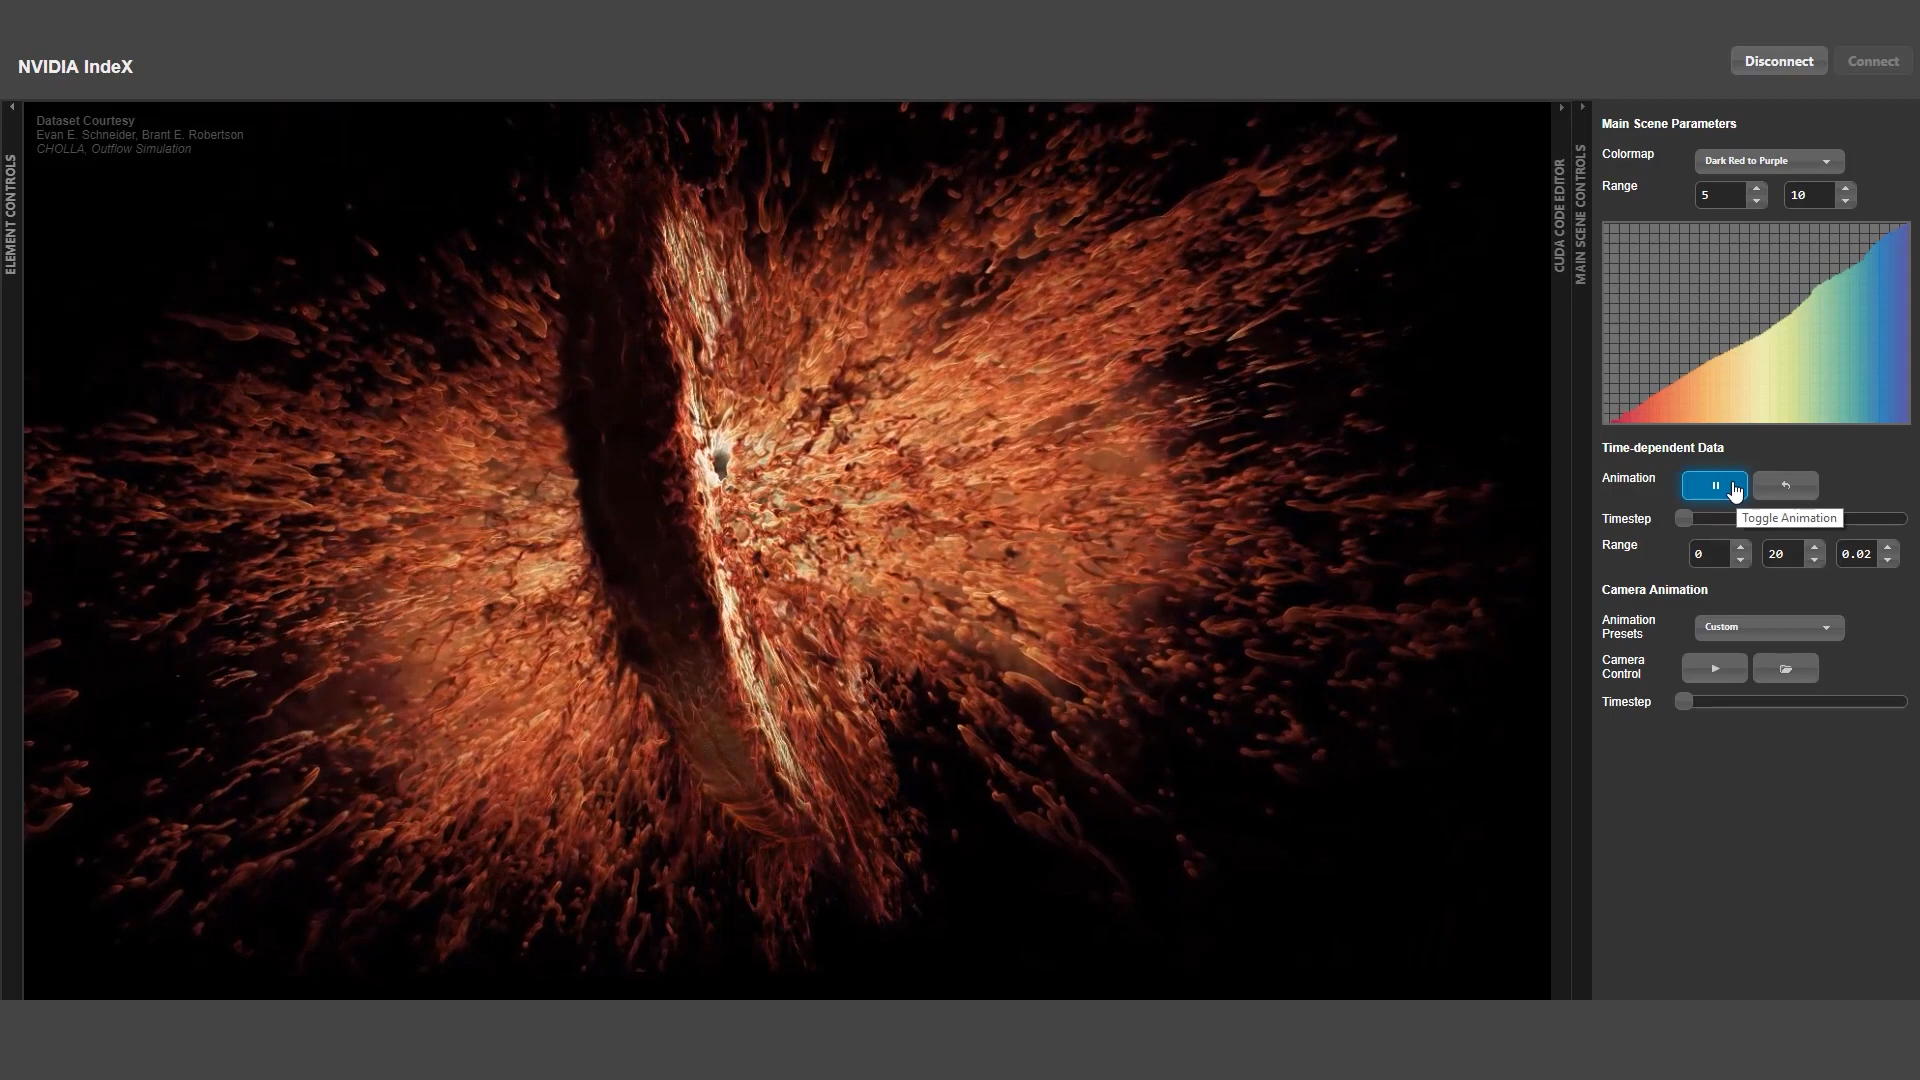 NVIDIA IndeX
Disconnect
Connect
ELEMENT CONTROLS
Dataset Courtesy
Evan E. Schneider, Brant E. Robertson
CHOLLA, Outflow Simulation
CUDA CODE EDITOR
MAIN SCENE CONTROLS
Main Scene Parameters
Colormap Dark Red to Purple
Range 5 10
Time-dependent Data
Animation
Timestep Toggle Animation
Range 0 20 0.02
Camera Animation
Animation
Presets
Custom
Camera
Control
Timestep